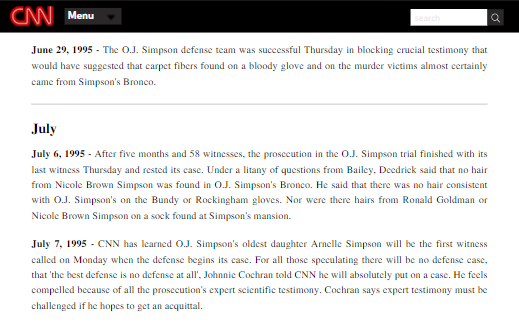 CNN Menu search
June 29, 1995 - The O.J. Simpson defense team was successful Thursday in blocking crucial testimony that
would have suggested that carpet fibers found on a bloody glove and on the murder victims almost certainly
came from Simpson's Bronco.
July
July 6, 1995 - After five months and 58 witnesses, the prosecution in the O.J. Simpson trial finished with its
last witness Thursday and rested its case. Under a litany of questions from Bailey, Deedrick said that no hair
from Nicole Brown Simpson was found in O.J. Simpson's Bronco. He said that there was no hair consistent
with O.J. Simpson's on the Bundy or Rockingham gloves. Nor were there hairs from Ronald Goldman or
Nicole Brown Simpson on a sock found at Simpson's mansion.
July 7, 1995 - CNN has learned O.J. Simpson's oldest daughter Arnelle Simpson will be the first witness
called on Monday when the defense begins its case. For all those speculating there will be no defense case,
that 'the best defense is no defense at all', Johnnie Cochran told CNN he will absolutely put on a case. He feels
compelled because of all the prosecution's expert scientific testimony. Cochran says expert testimony must be
challenged if he hopes to get an acquittal.